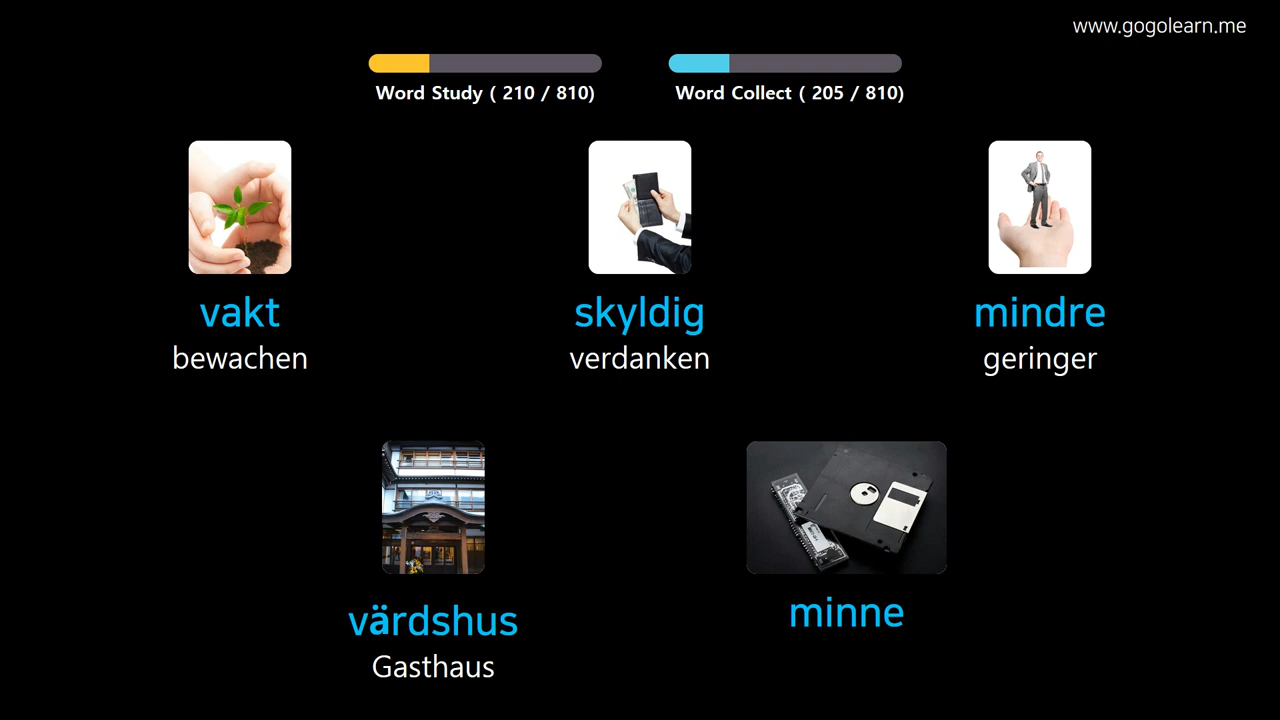 www.gogolearn.me
Word Study ( 210 / 810)
Word Collect ( 205 / 810)
vakt
bewachen
skyldig
verdanken
mindre
geringer
värdshus
Gasthaus
minne